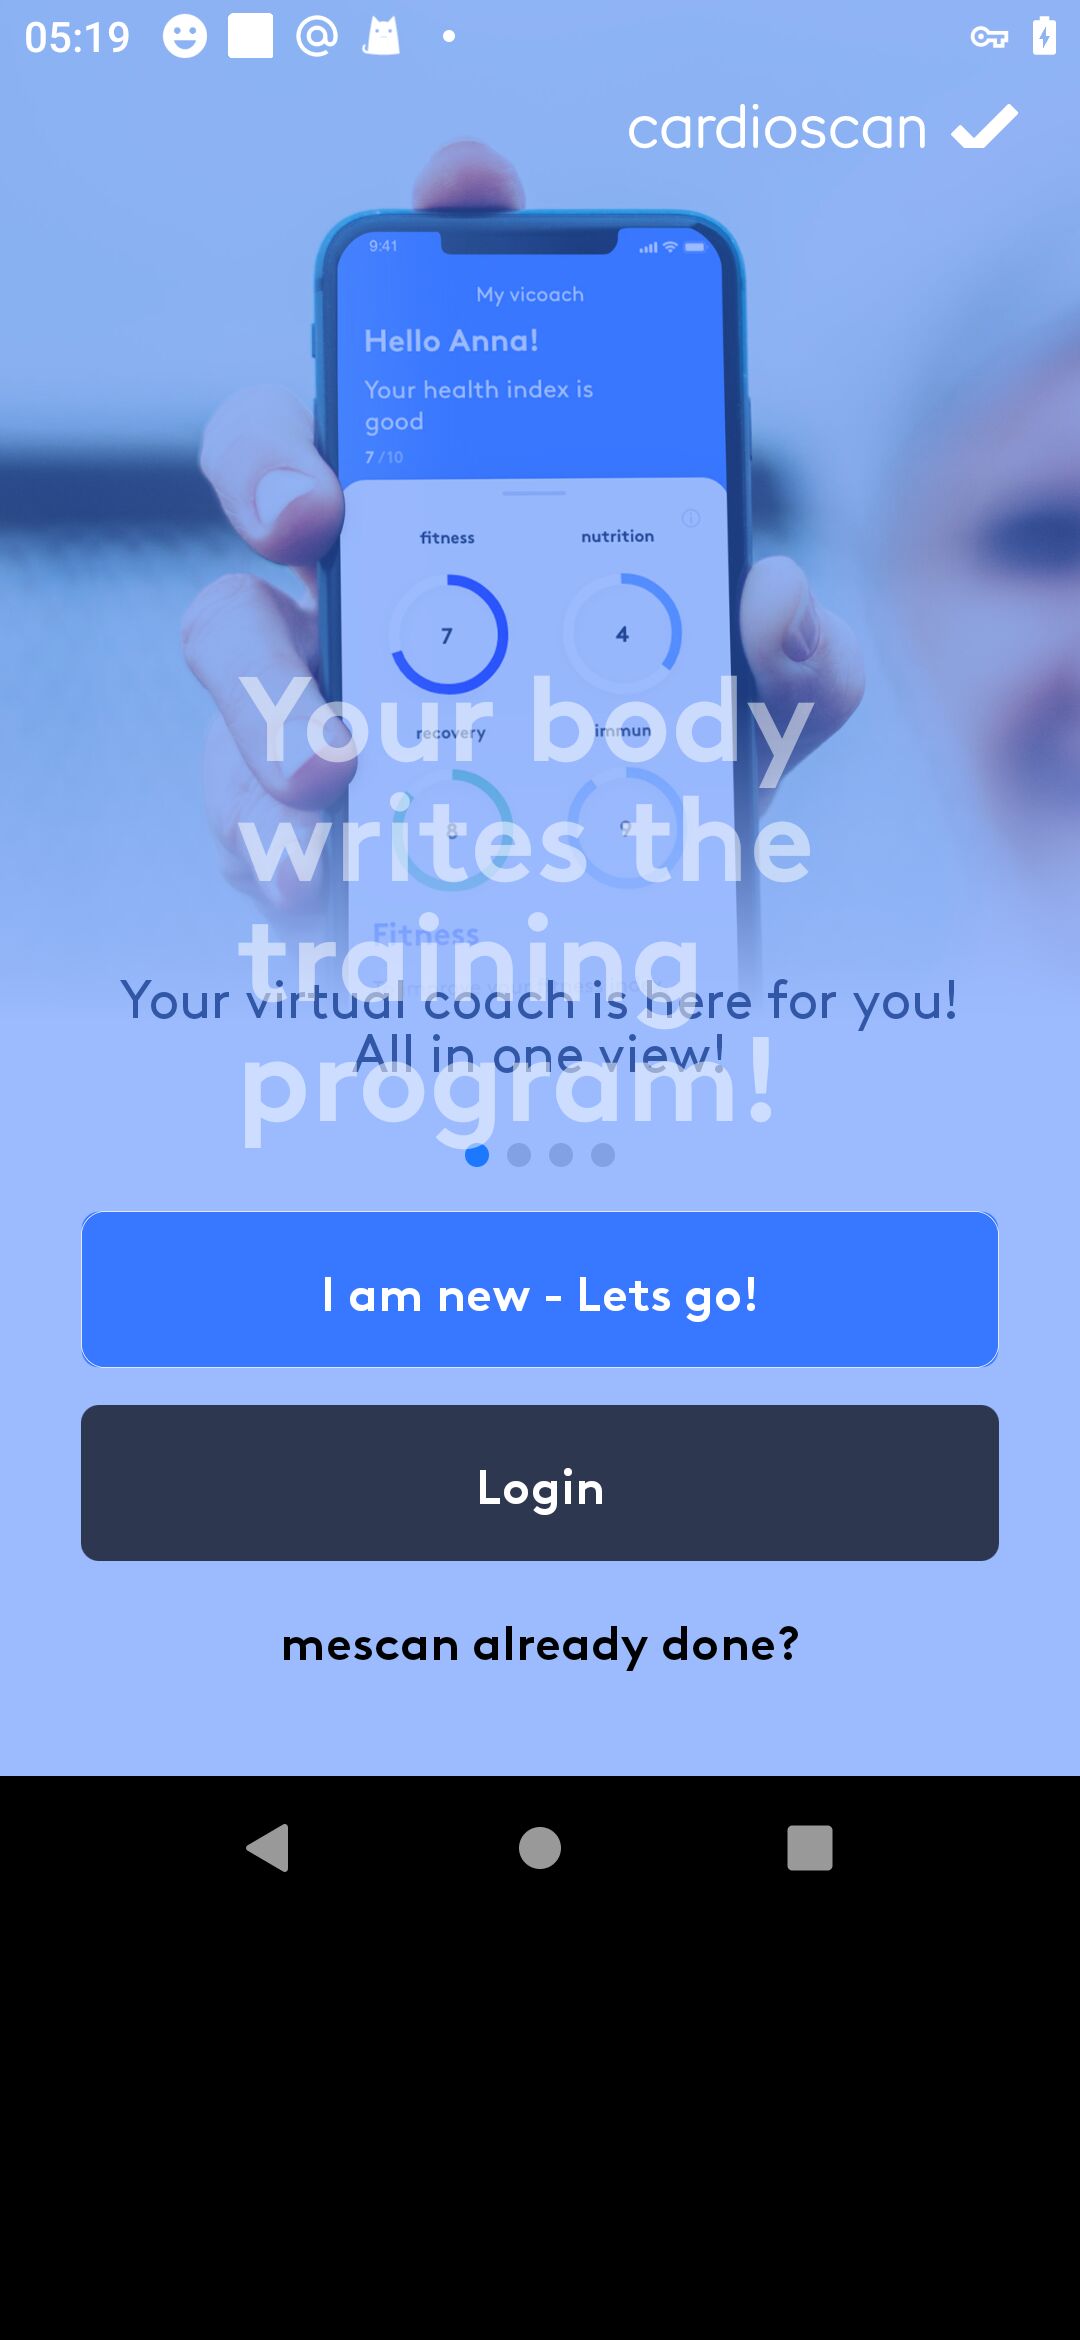 05:19
cardioscan
9:41
My vicoach
Hello Anna!
Your health index is
good
7/10
fitness
nutrition
7
4
Your body
recovery
immun
writes the
8
9
training
Fitness
Your virtual coach is here for you!
All in one view!
program!
I am new - Lets go!
Login
mescan already done?